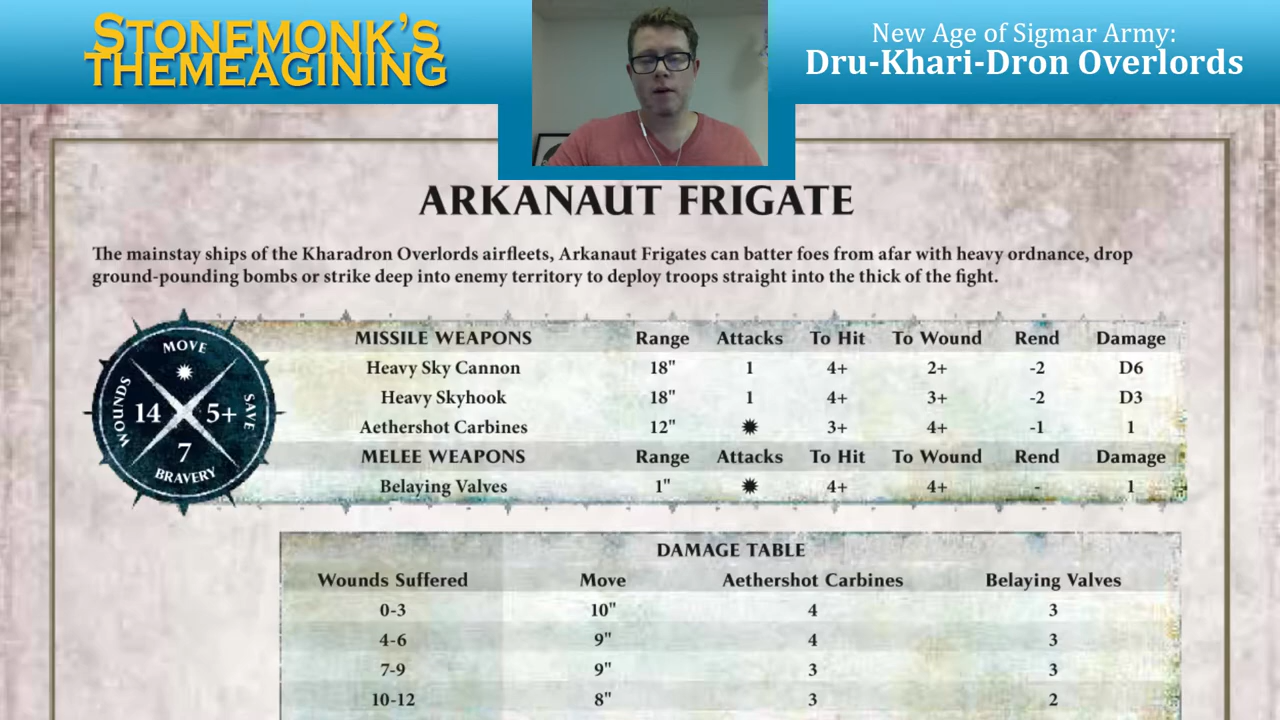 STONEMONK'S
THEMEAGINING
New Age of Sigmar Army:
Dru-Khari-Dron Overlords
ARKANAUT FRIGATE
The mainstay ships of the Kharadron Overlords airfleets, Arkanaut Frigates can batter foes from afar with heavy ordnance, drop
ground-pounding bombs or strike deep into enemy territory to deploy troops straight into the thick of the fight.
MOVE
WOUNDS 14 5+ SAVE
7
BRAVERY
MISSILE WEAPONS Range Attacks To Hit To Wound Rend Damage
Heavy Sky Cannon 18" 1 4+ 2+ -2 D6
Heavy Skyhook 18" 1 4+ 3+ -2 D3
Aethershot Carbines 12" ✹ 3+ 4+ -1 1
MELEE WEAPONS Range Attacks To Hit To Wound Rend Damage
Belaying Valves 1" ✹ 4+ 4+ - 1
DAMAGE TABLE
Wounds Suffered Move Aethershot Carbines Belaying Valves
0-3 10" 4 3
4-6 9" 4 3
7-9 9" 3 3
10-12 8" 3 2